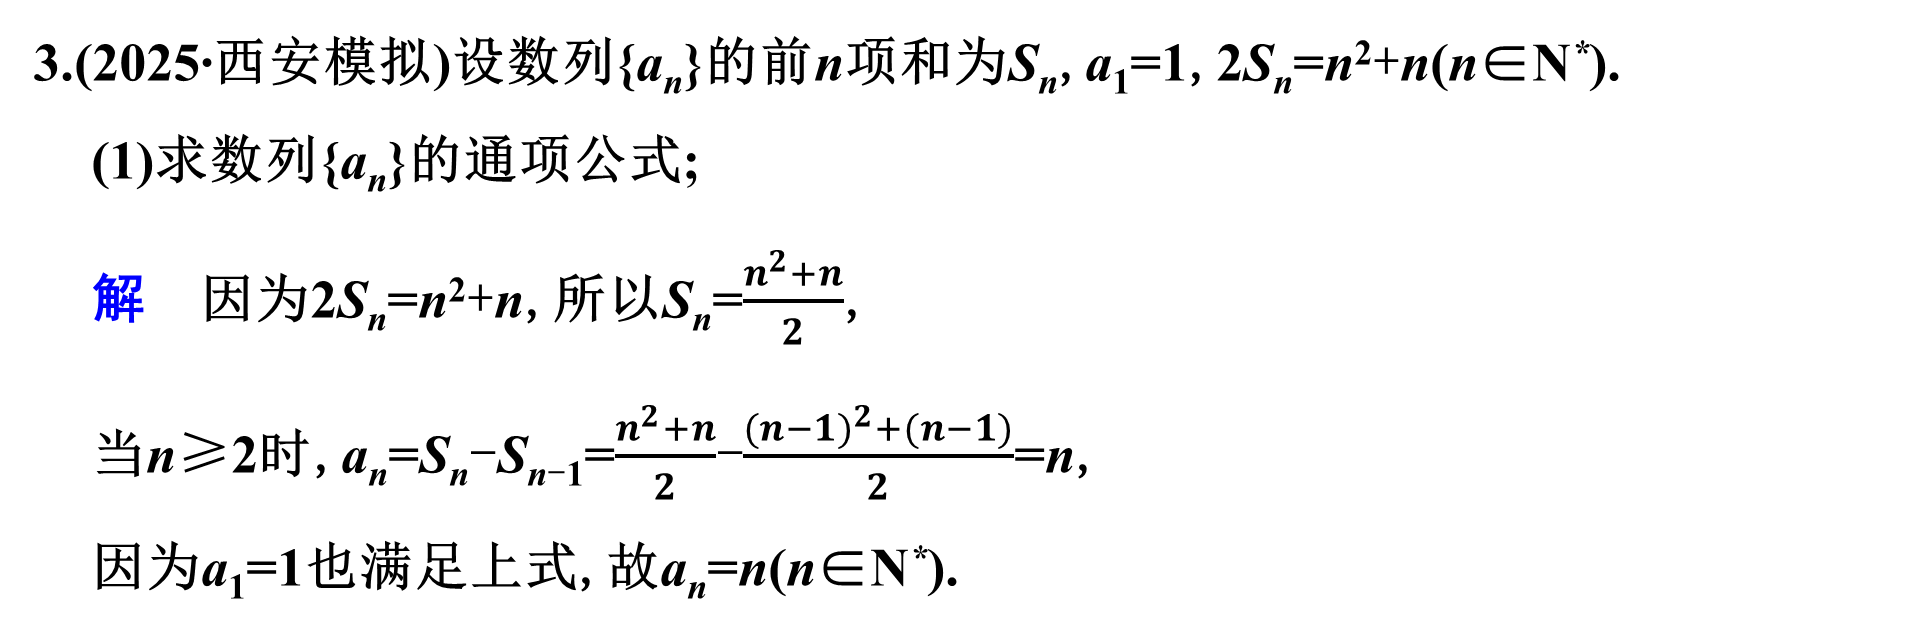 3.(2025·西安模拟)设数列{aₙ}的前n项和为Sₙ, a₁=1, 2Sₙ=n²+n(n∈N*).
(1)求数列{aₙ}的通项公式;
解 因为2Sₙ=n²+n, 所以Sₙ=\frac{n²+n}{2},
当n≥2时, aₙ=Sₙ-Sₙ₋₁=\frac{n²+n}{2}-\frac{(n-1)²+(n-1)}{2}=n,
因为a₁=1也满足上式, 故aₙ=n(n∈N*).